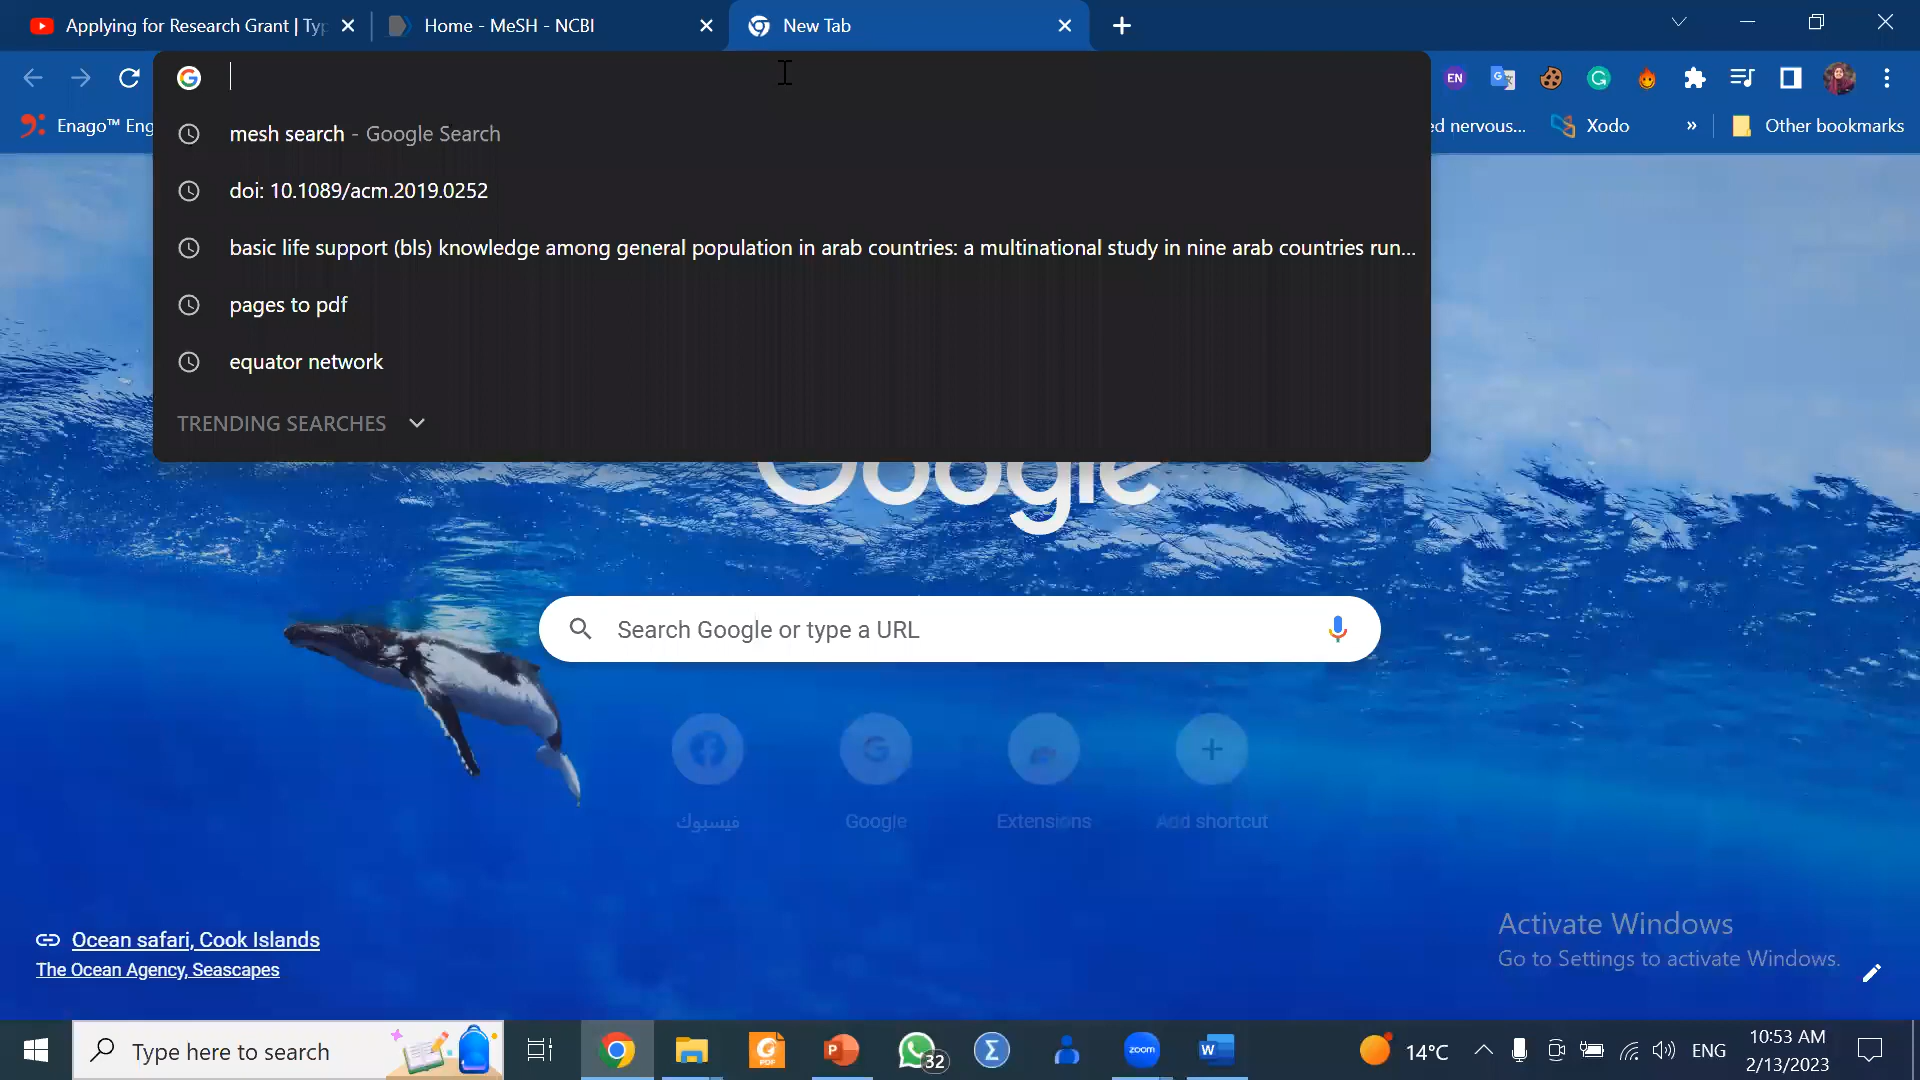 Applying for Research Grant | Typ
Home - MeSH - NCBI
New Tab
EN
Enago™ Eng
ed nervous...
Xodo
»
Other bookmarks
mesh search - Google Search
doi: 10.1089/acm.2019.0252
basic life support (bls) knowledge among general population in arab countries: a multinational study in nine arab countries run...
pages to pdf
equator network
TRENDING SEARCHES
Google
Search Google or type a URL
فيسبوك
Google
Extensions
Add shortcut
Ocean safari, Cook Islands
The Ocean Agency, Seascapes
Activate Windows
Go to Settings to activate Windows.
Type here to search
PDF
P
32
Σ
zoom
W
14°C
ENG
10:53 AM
2/13/2023